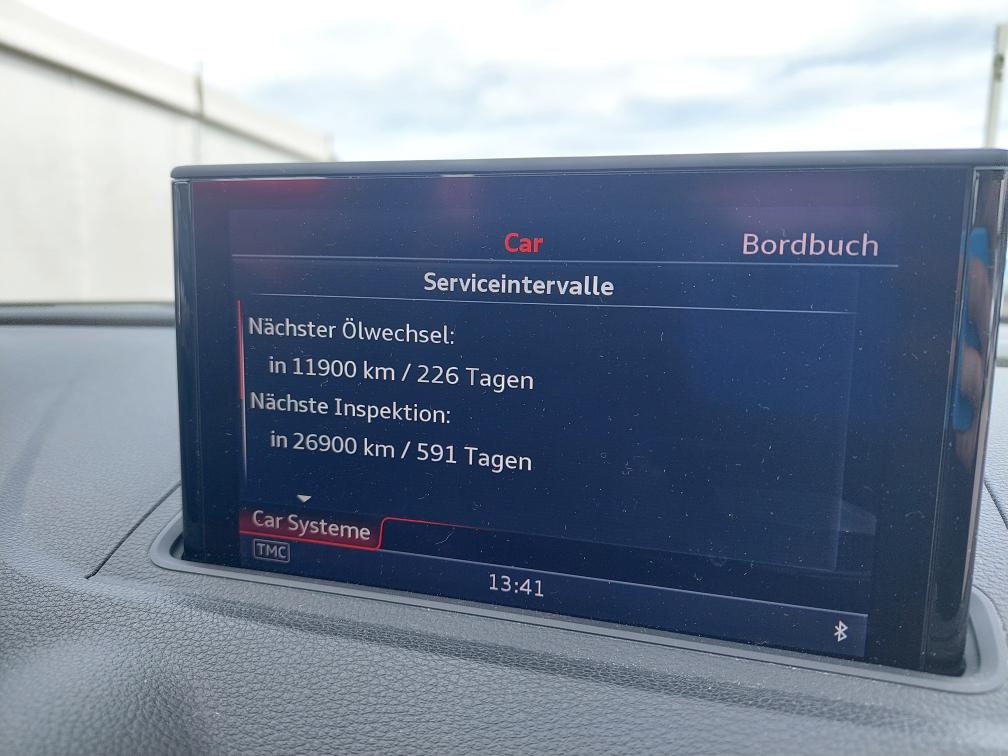 Car
Bordbuch
Serviceintervalle
Nächster Ölwechsel:
in 11900 km / 226 Tagen
Nächste Inspektion:
in 26900 km / 591 Tagen
Car Systeme
TMC
13:41